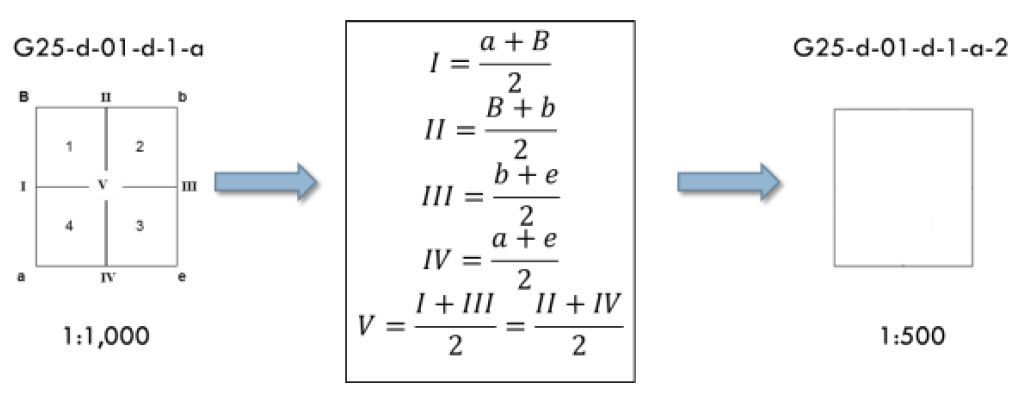 G25-d-01-d-1-a
B II b
1 2
I V III
4 3
a IV e
1:1,000
I = a + B / 2
II = B + b / 2
III = b + e / 2
IV = a + e / 2
V = I + III / 2 = II + IV / 2
G25-d-01-d-1-a-2
1:500